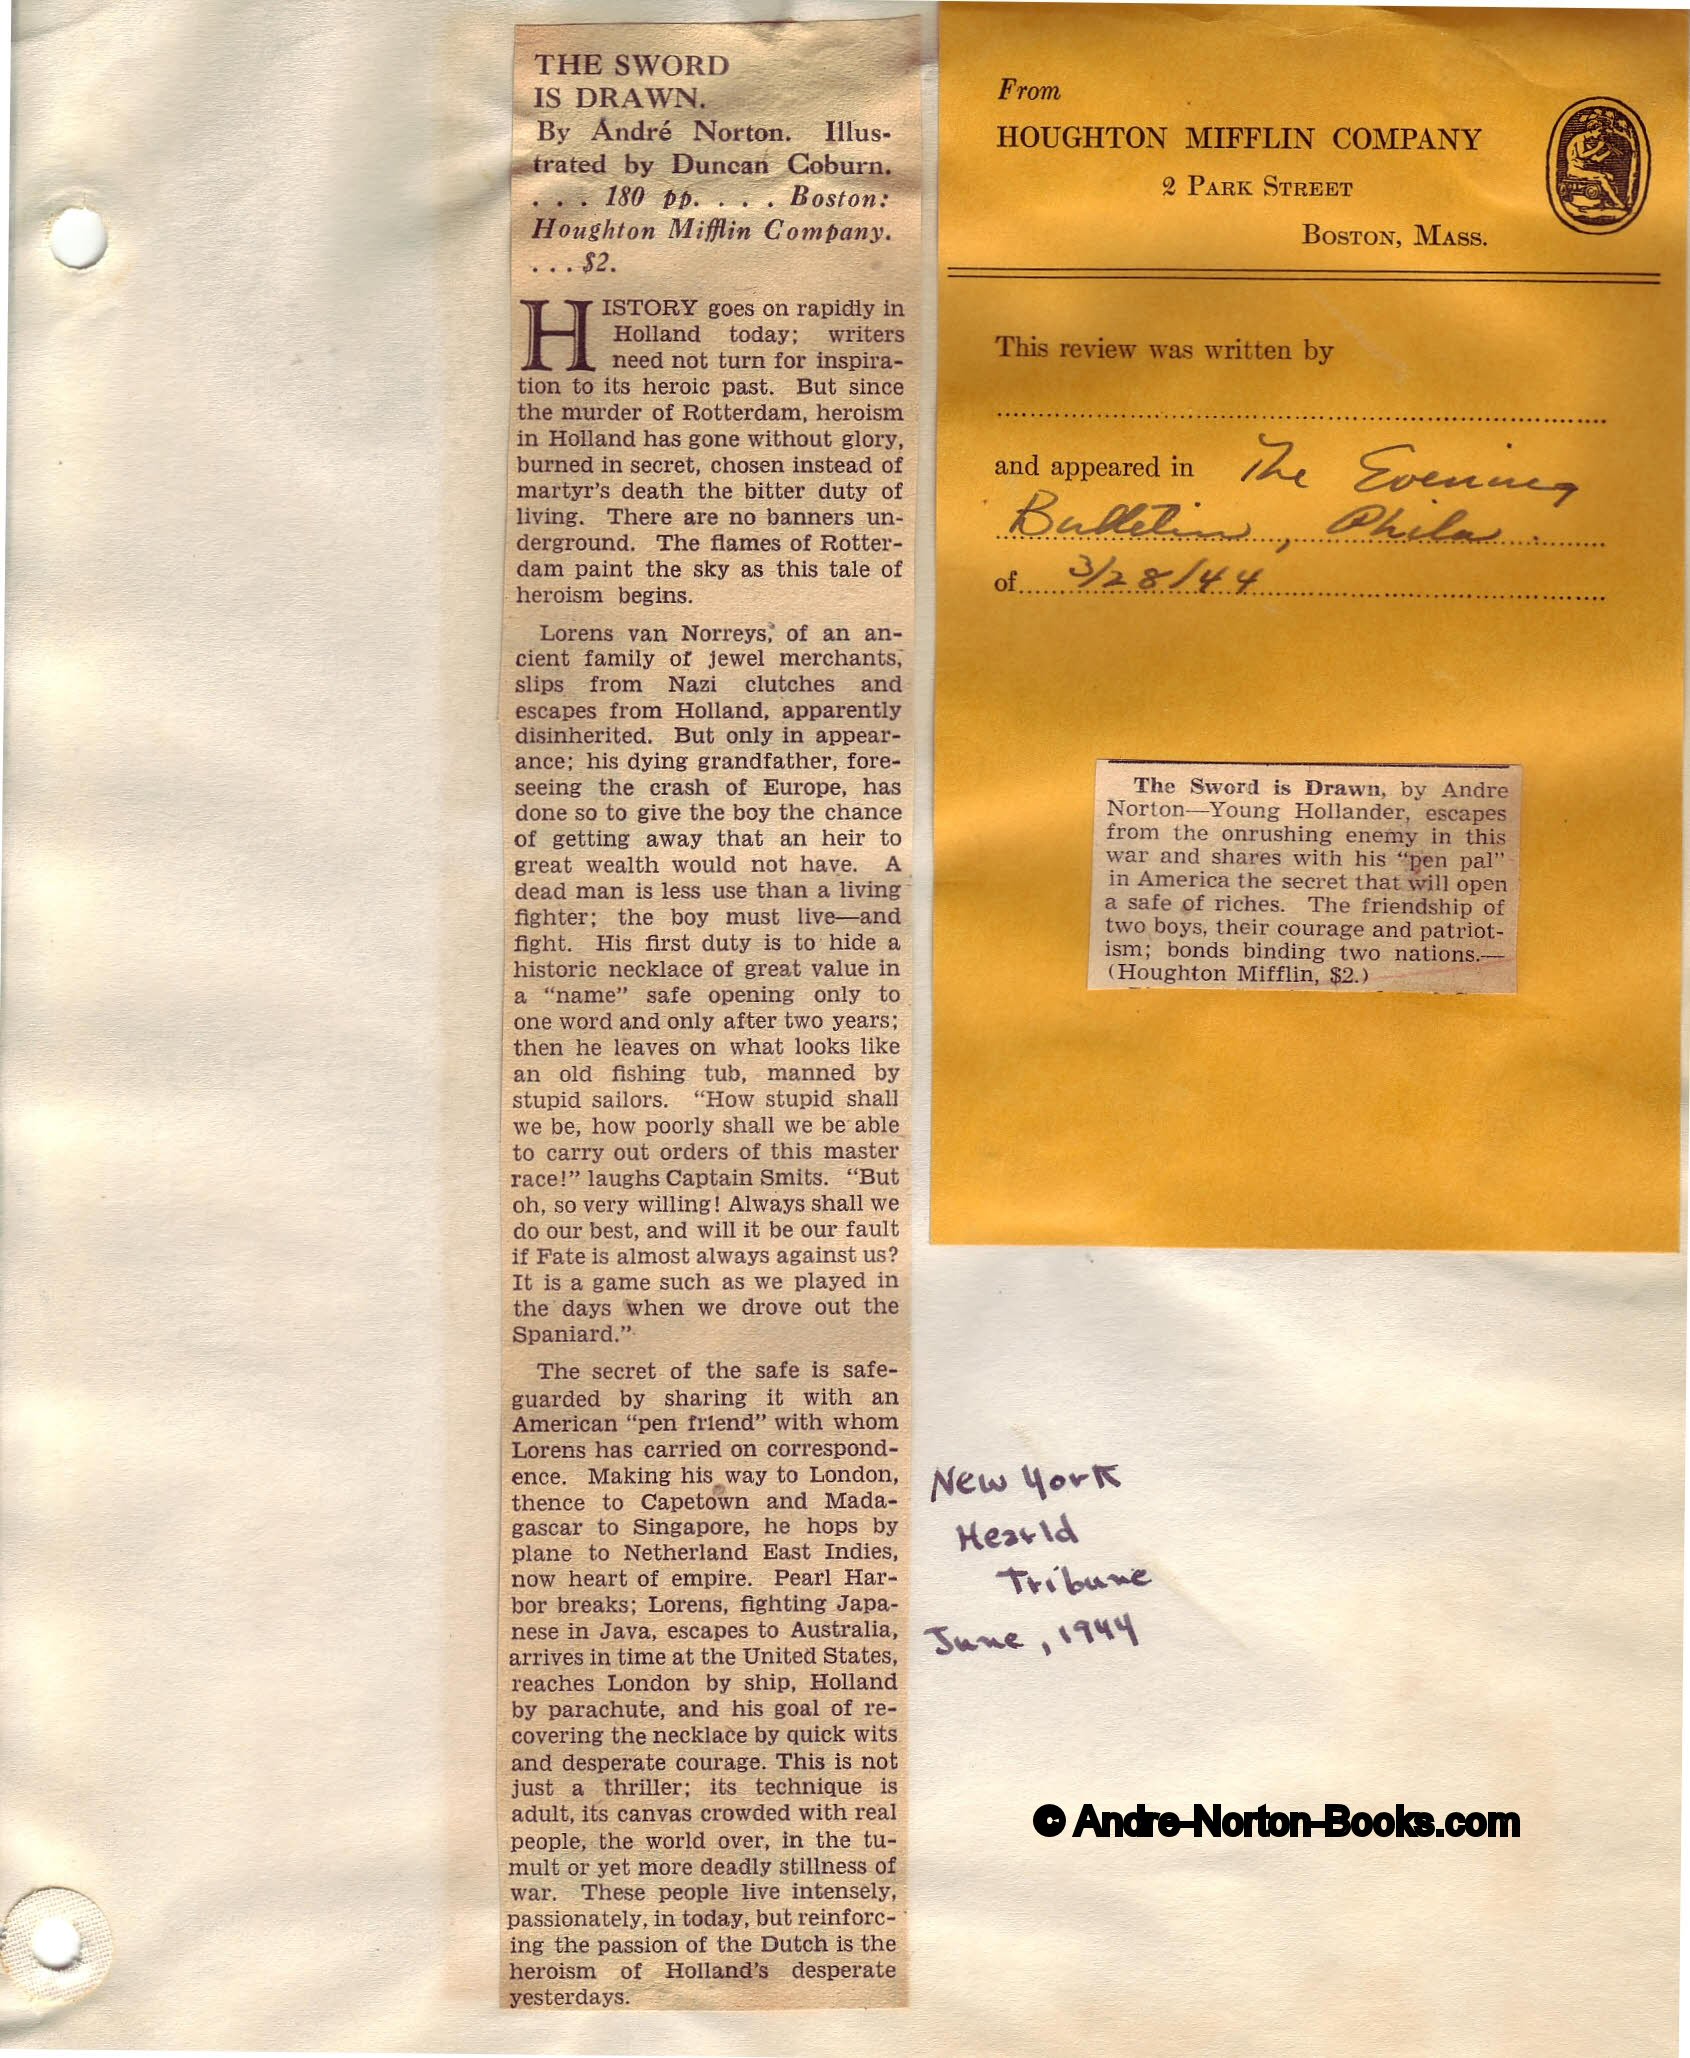 THE SWORD
IS DRAWN.
By André Norton. Illus-
trated by Duncan Coburn.
. . . 180 pp. . . . Boston:
Houghton Mifflin Company.
. . . $2.
HISTORY goes on rapidly in
Holland today; writers
need not turn for inspira-
tion to its heroic past. But since
the murder of Rotterdam, heroism
in Holland has gone without glory,
burned in secret, chosen instead of
martyr's death the bitter duty of
living. There are no banners un-
derground. The flames of Rotter-
dam paint the sky as this tale of
heroism begins.
Lorens van Norreys, of an an-
cient family of jewel merchants,
slips from Nazi clutches and
escapes from Holland, apparently
disinherited. But only in appear-
ance; his dying grandfather, fore-
seeing the crash of Europe, has
done so to give the boy the chance
of getting away that an heir to
great wealth would not have. A
dead man is less use than a living
fighter; the boy must live—and
fight. His first duty is to hide a
historic necklace of great value in
a “name” safe opening only to
one word and only after two years;
then he leaves on what looks like
an old fishing tub, manned by
stupid sailors. “How stupid shall
we be, how poorly shall we be able
to carry out orders of this master
race!” laughs Captain Smits. “But
oh, so very willing! Always shall we
do our best, and will it be our fault
if Fate is almost always against us?
It is a game such as we played in
the days when we drove out the
Spaniard.”
The secret of the safe is safe-
guarded by sharing it with an
American “pen friend” with whom
Lorens has carried on correspond-
ence. Making his way to London,
thence to Capetown and Mada-
gascar to Singapore, he hops by
plane to Netherland East Indies,
now heart of empire. Pearl Har-
bor breaks; Lorens, fighting Japa-
nese in Java, escapes to Australia,
arrives in time at the United States,
reaches London by ship, Holland
by parachute, and his goal of re-
covering the necklace by quick wits
and desperate courage. This is not
just a thriller; its technique is
adult, its canvas crowded with real
people, the world over, in the tu-
mult or yet more deadly stillness of
war. These people live intensely,
passionately, in today, but reinforc-
ing the passion of the Dutch is the
heroism of Holland's desperate
yesterdays.
From
HOUGHTON MIFFLIN COMPANY
2 PARK STREET
BOSTON, MASS.
This review was written by
and appeared in The Evening
Bulletin, Phila.
of 3/28/44
The Sword is Drawn, by Andre
Norton—Young Hollander, escapes
from the onrushing enemy in this
war and shares with his “pen pal”
in America the secret that will open
a safe of riches. The friendship of
two boys, their courage and patriot-
ism; bonds binding two nations.—
(Houghton Mifflin, $2.)
New York
Hearld
Tribune
June, 1944
© Andre-Norton-Books.com